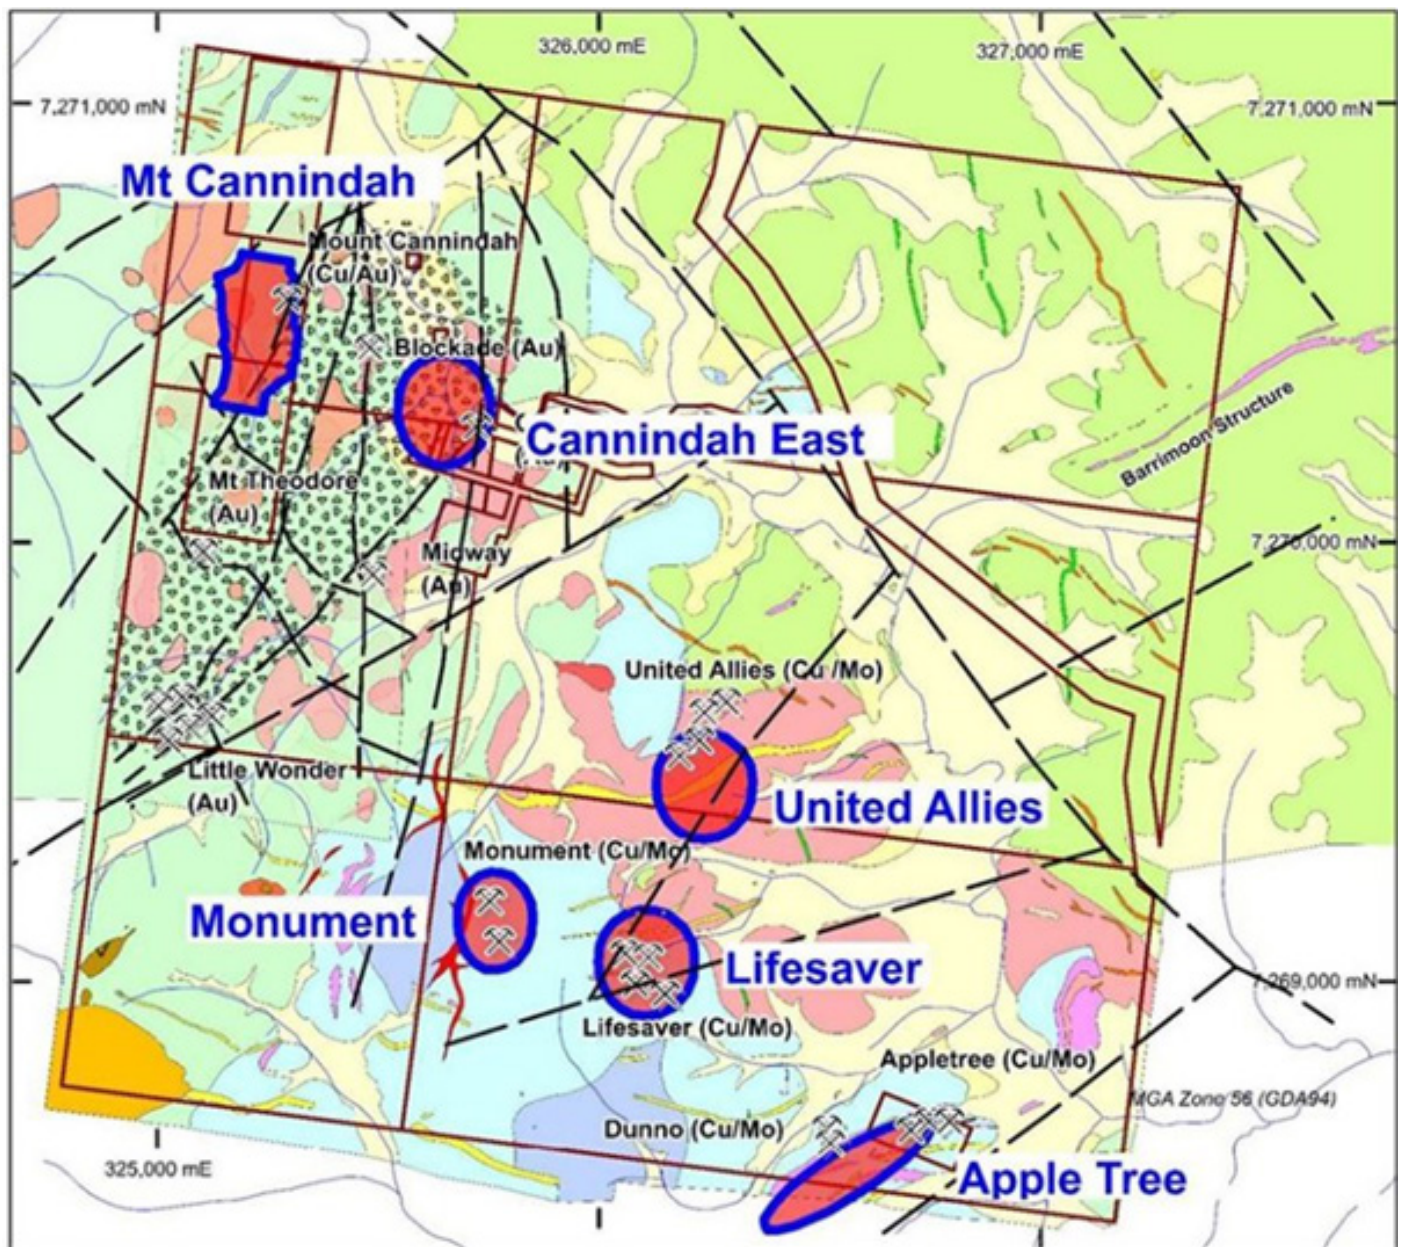 326,000 mE
327,000 mE
7,271,000 mN
7,271,000 mN
Mt Cannindah
Mount Cannindah
(Cu/Au)
Blockade (Au)
Cannindah East
Barrimoon Structure
Mt Theodore
(Au)
Midway
(Au)
7,270,000 mN
United Allies (Cu /Mo)
Little Wonder
(Au)
United Allies
Monument (Cu/Mo)
Monument
Lifesaver
7,269,000 mN
Lifesaver (Cu/Mo)
Appletree (Cu/Mo)
MGA Zone 56 (GDA94)
Dunno (Cu/Mo)
325,000 mE
Apple Tree